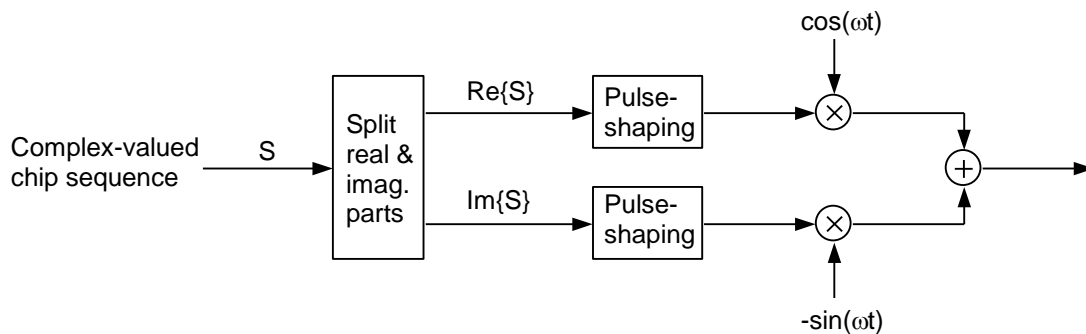 cos(ωt)
Re{S}
Pulse-
shaping
Complex-valued
chip sequence
S
Split
real &
imag.
parts
Im{S}
Pulse-
shaping
-sin(ωt)